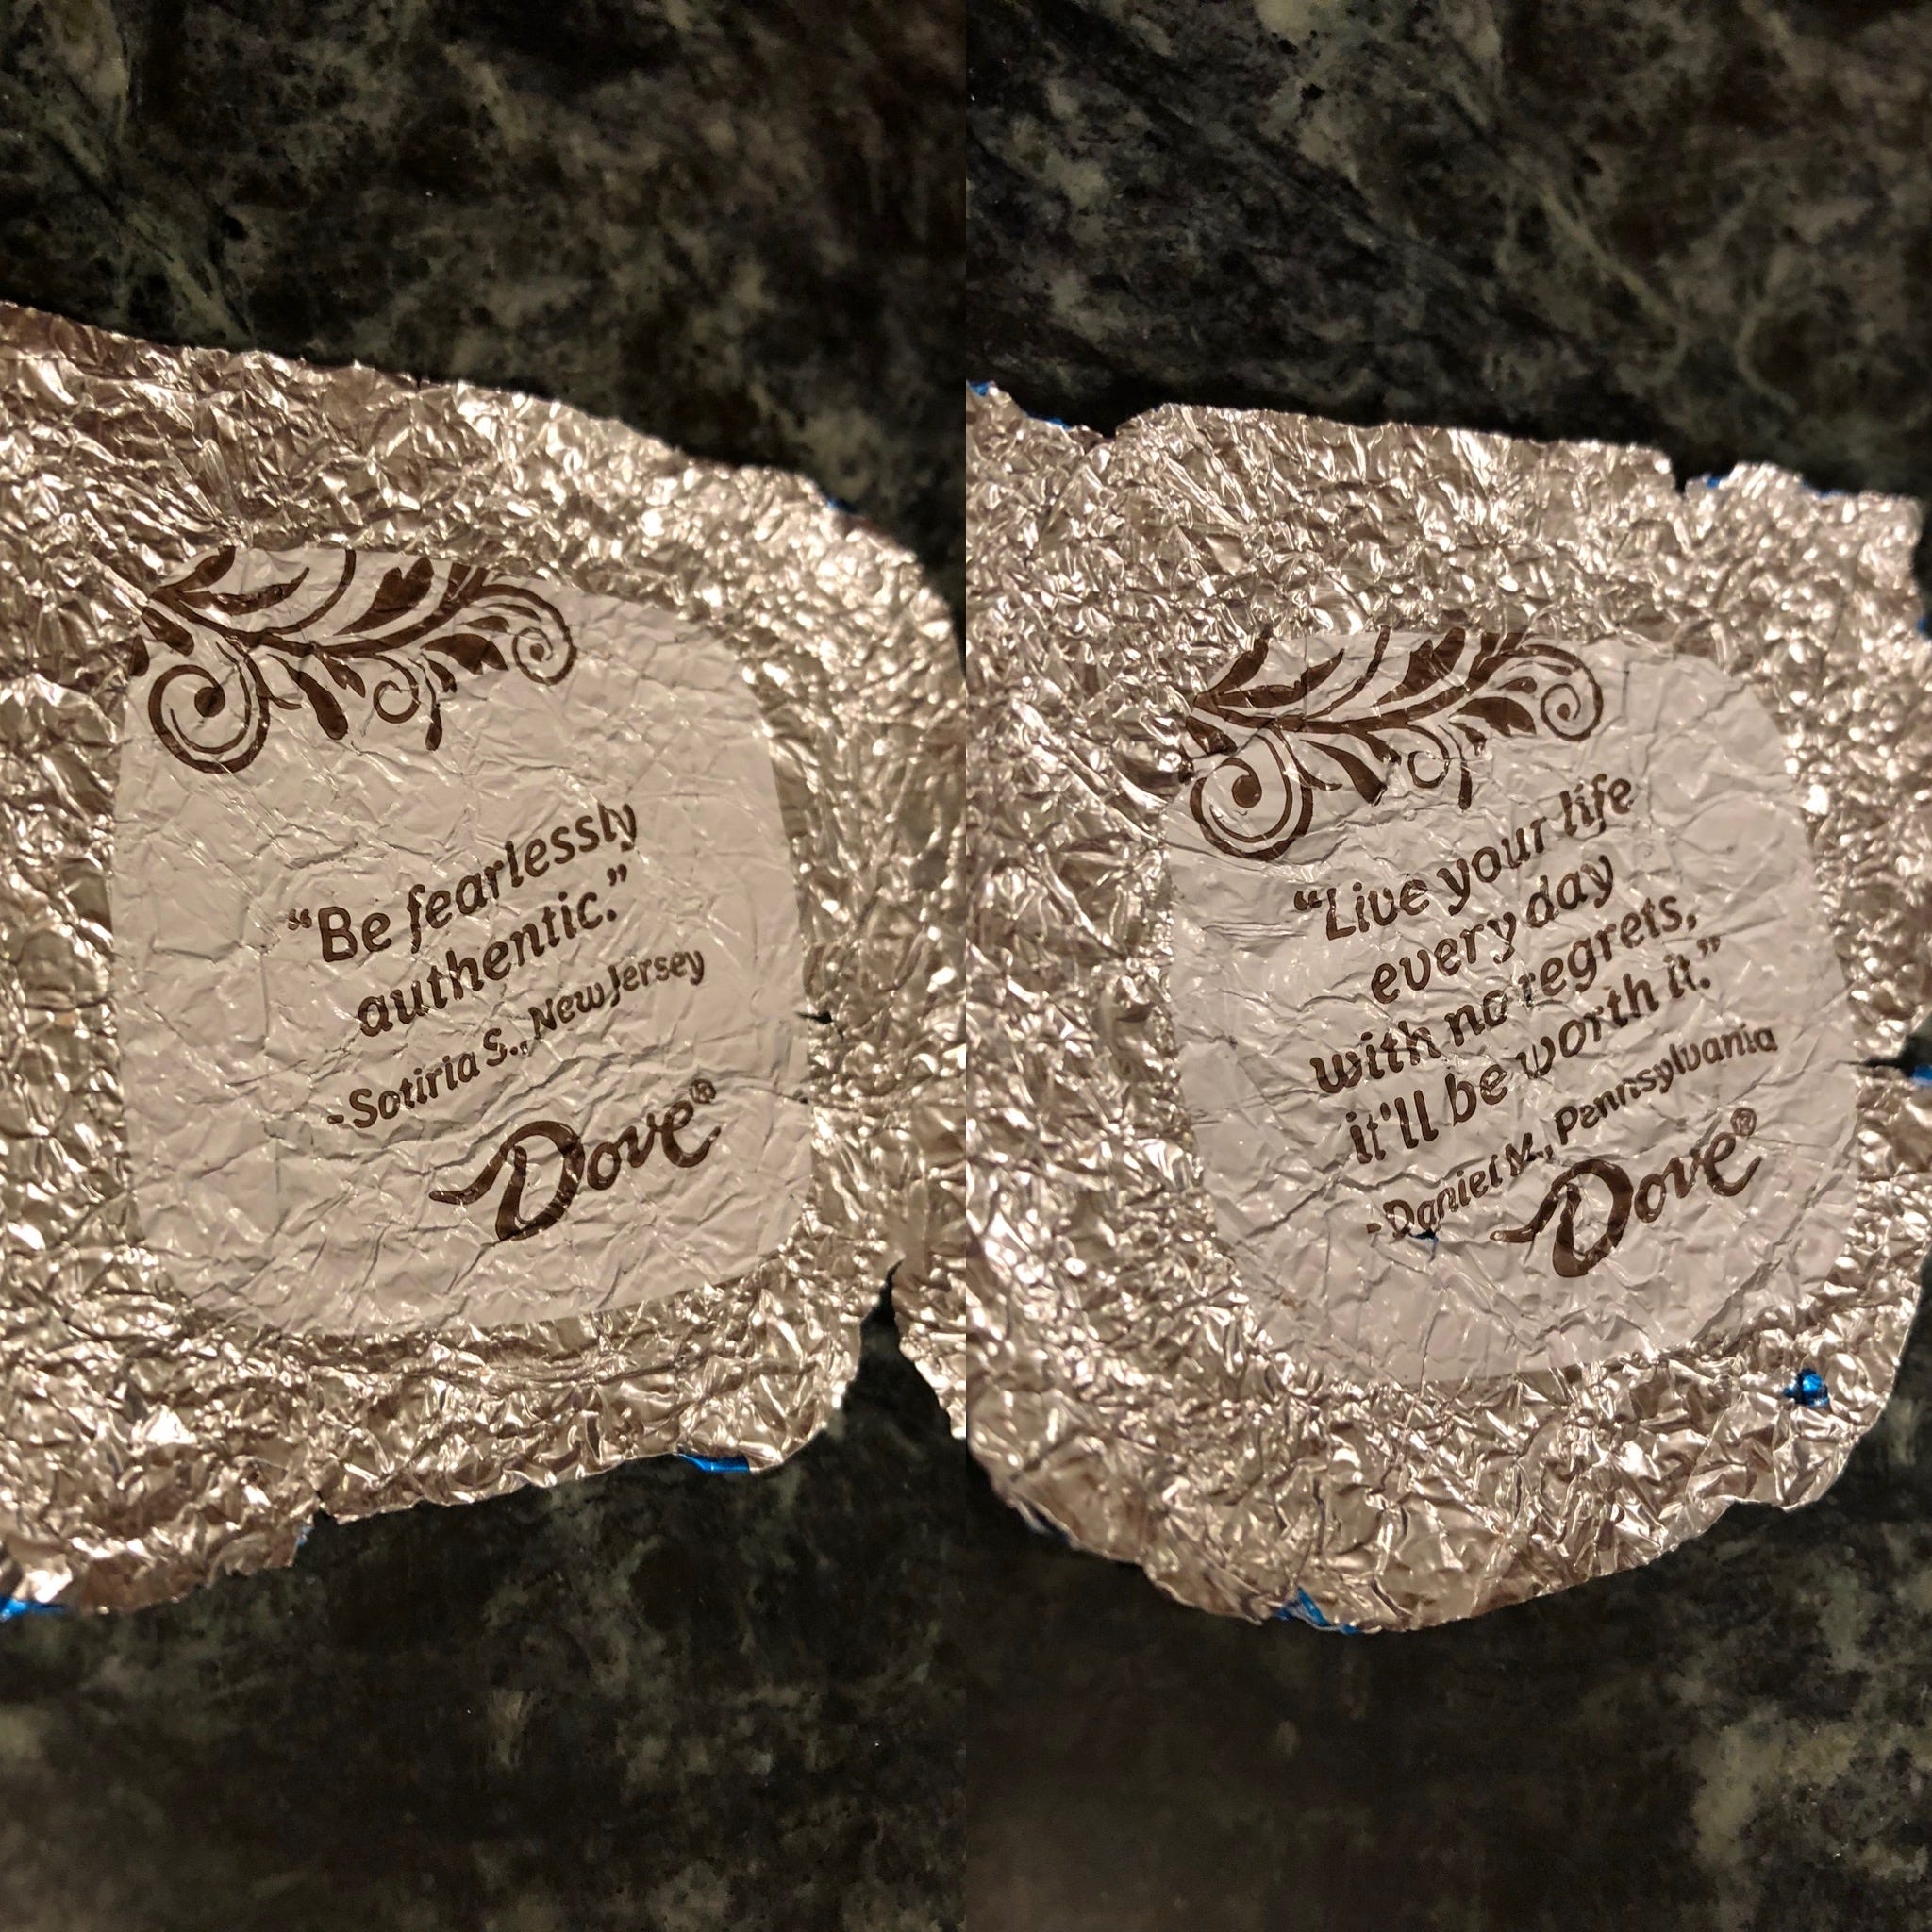 “Be fearlessly
authentic.”
-Sotiria S., New Jersey
Dove®
“Live your life
every day
with no regrets,
it'll be worth it.”
-Daniel M., Pennsylvania
Dove®